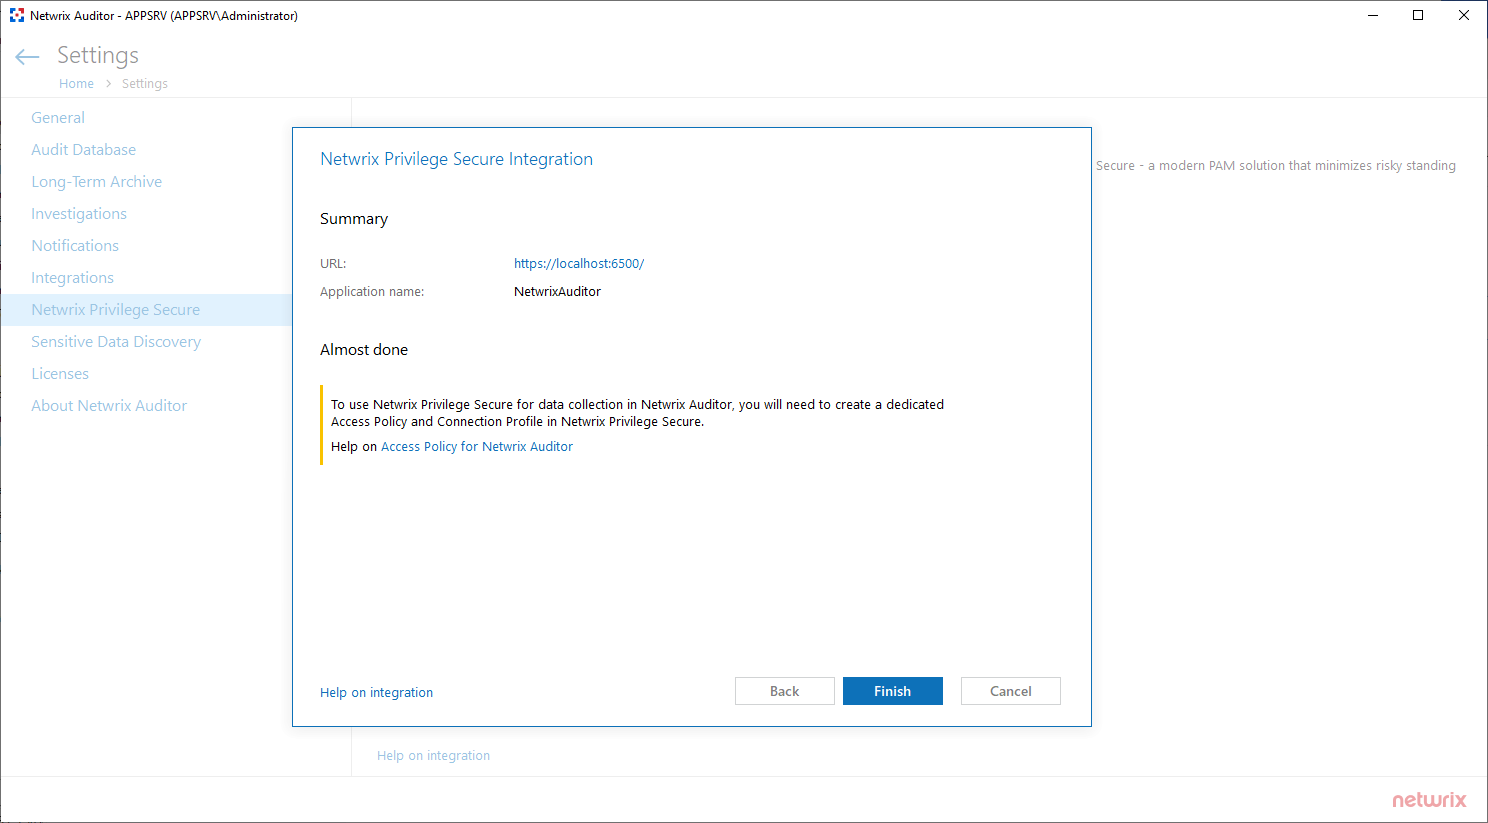 Netwrix Auditor - APPSRV (APPSRV\Administrator)
Settings
Home > Settings
General
Audit Database
Long-Term Archive
Investigations
Notifications
Integrations
Netwrix Privilege Secure
Sensitive Data Discovery
Licenses
About Netwrix Auditor
Secure - a modern PAM solution that minimizes risky standing
Netwrix Privilege Secure Integration
Summary
URL: https://localhost:6500/
Application name: NetwrixAuditor
Almost done
To use Netwrix Privilege Secure for data collection in Netwrix Auditor, you will need to create a dedicated
Access Policy and Connection Profile in Netwrix Privilege Secure.
Help on Access Policy for Netwrix Auditor
Help on integration
Back
Finish
Cancel
Help on integration
netwrix